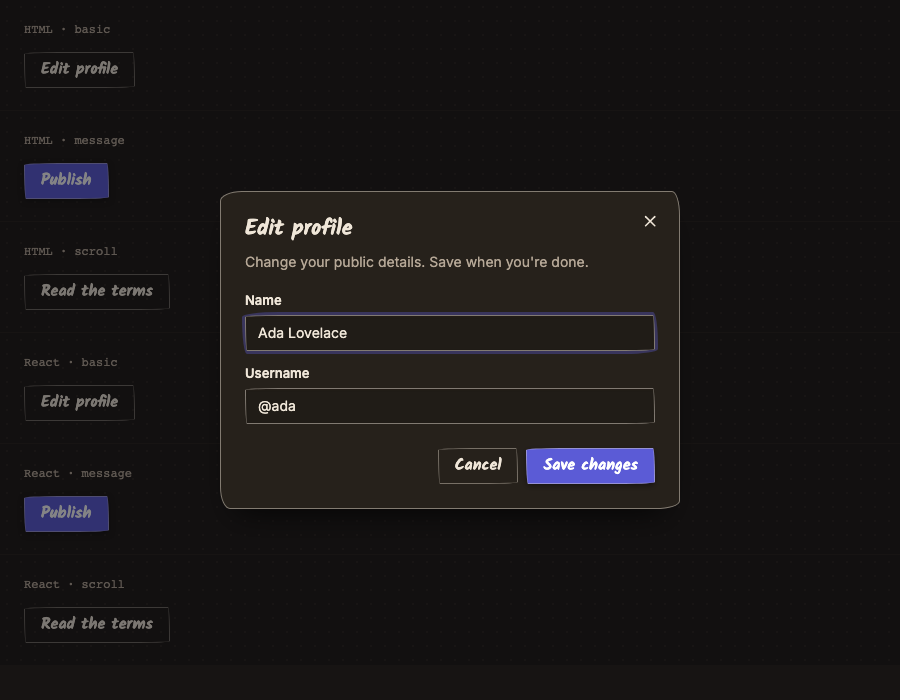 HTML · basic
Edit profile
HTML · message
Publish
HTML · scroll
Read the terms
React · basic
Edit profile
React · message
Publish
React · scroll
Read the terms
Edit profile
Change your public details. Save when you're done.
Name
Ada Lovelace
Username
@ada
Cancel Save changes